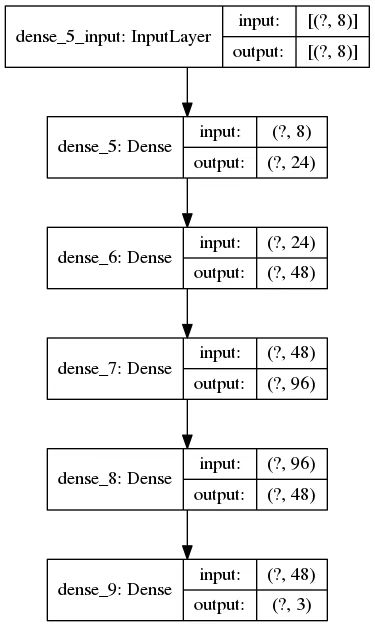 dense_5_input: InputLayer
input: [(?, 8)]
output: [(?, 8)]
dense_5: Dense
input: (?, 8)
output: (?, 24)
dense_6: Dense
input: (?, 24)
output: (?, 48)
dense_7: Dense
input: (?, 48)
output: (?, 96)
dense_8: Dense
input: (?, 96)
output: (?, 48)
dense_9: Dense
input: (?, 48)
output: (?, 3)